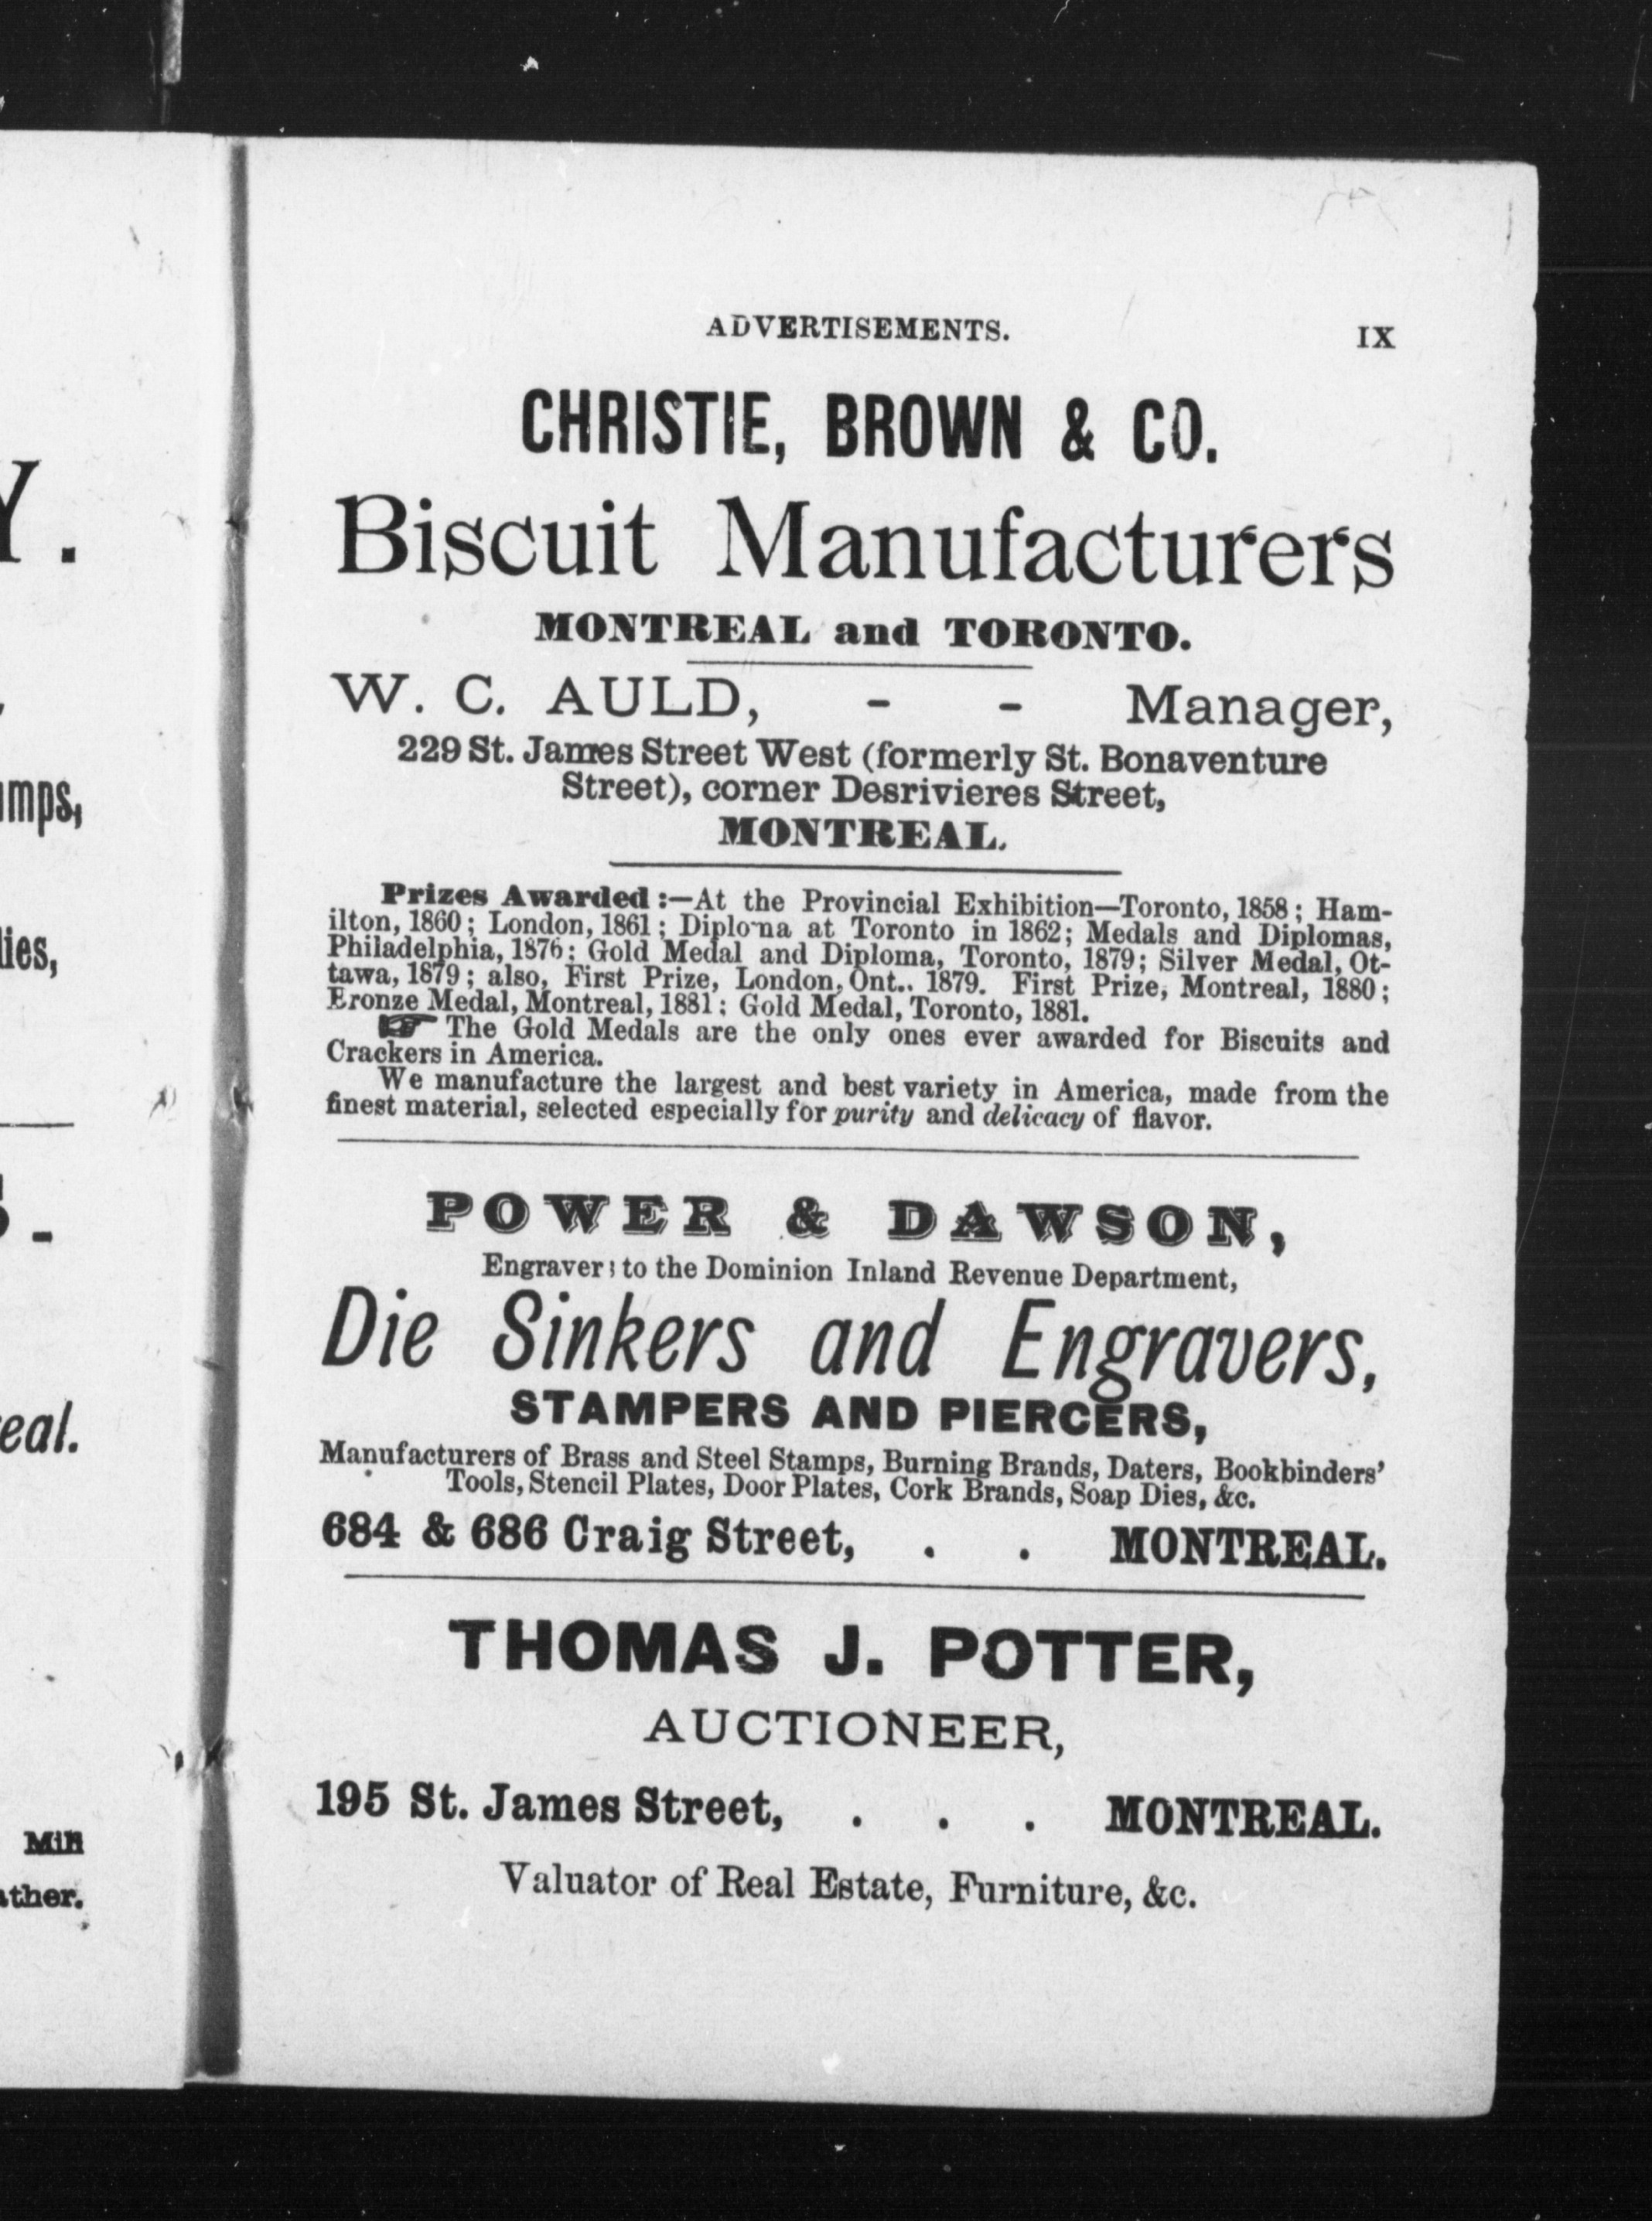 Y.
mps,
lies,
eal.
Mill
ather.
ADVERTISEMENTS. IX
CHRISTIE, BROWN & CO.
Biscuit Manufacturers
MONTREAL and TORONTO.
W. C. AULD, - - Manager,
229 St. James Street West (formerly St. Bonaventure
Street), corner Desrivieres Street,
MONTREAL.
Prizes Awarded :—At the Provincial Exhibition—Toronto, 1858 ; Ham-
ilton, 1860 ; London, 1861 ; Diploma at Toronto in 1862; Medals and Diplomas,
Philadelphia, 1876; Gold Medal and Diploma, Toronto, 1879; Silver Medal, Ot-
tawa, 1879 ; also, First Prize, London, Ont.. 1879. First Prize, Montreal, 1880 ;
Bronze Medal, Montreal, 1881 ; Gold Medal, Toronto, 1881.
☞ The Gold Medals are the only ones ever awarded for Biscuits and
Crackers in America.
We manufacture the largest and best variety in America, made from the
finest material, selected especially for purity and delicacy of flavor.
POWER & DAWSON,
Engravers to the Dominion Inland Revenue Department,
Die Sinkers and Engravers,
STAMPERS AND PIERCERS,
Manufacturers of Brass and Steel Stamps, Burning Brands, Daters, Bookbinders'
Tools, Stencil Plates, Door Plates, Cork Brands, Soap Dies, &c.
684 & 686 Craig Street, . . MONTREAL.
THOMAS J. POTTER,
AUCTIONEER,
195 St. James Street, . . . MONTREAL.
Valuator of Real Estate, Furniture, &c.